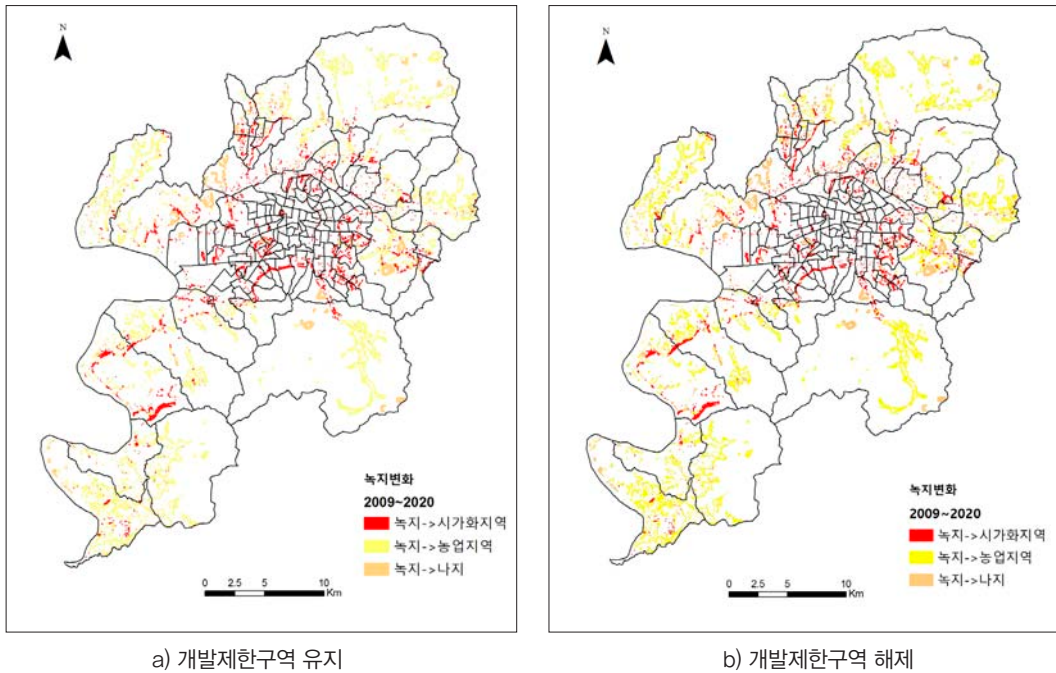 N
녹지변화
2009~2020
녹지->시가화지역
녹지->농업지역
녹지->나지
0 2.5 5 10
Km
a) 개발제한구역 유지
N
녹지변화
2009~2020
녹지->시가화지역
녹지->농업지역
녹지->나지
0 2.5 5 10
Km
b) 개발제한구역 해제